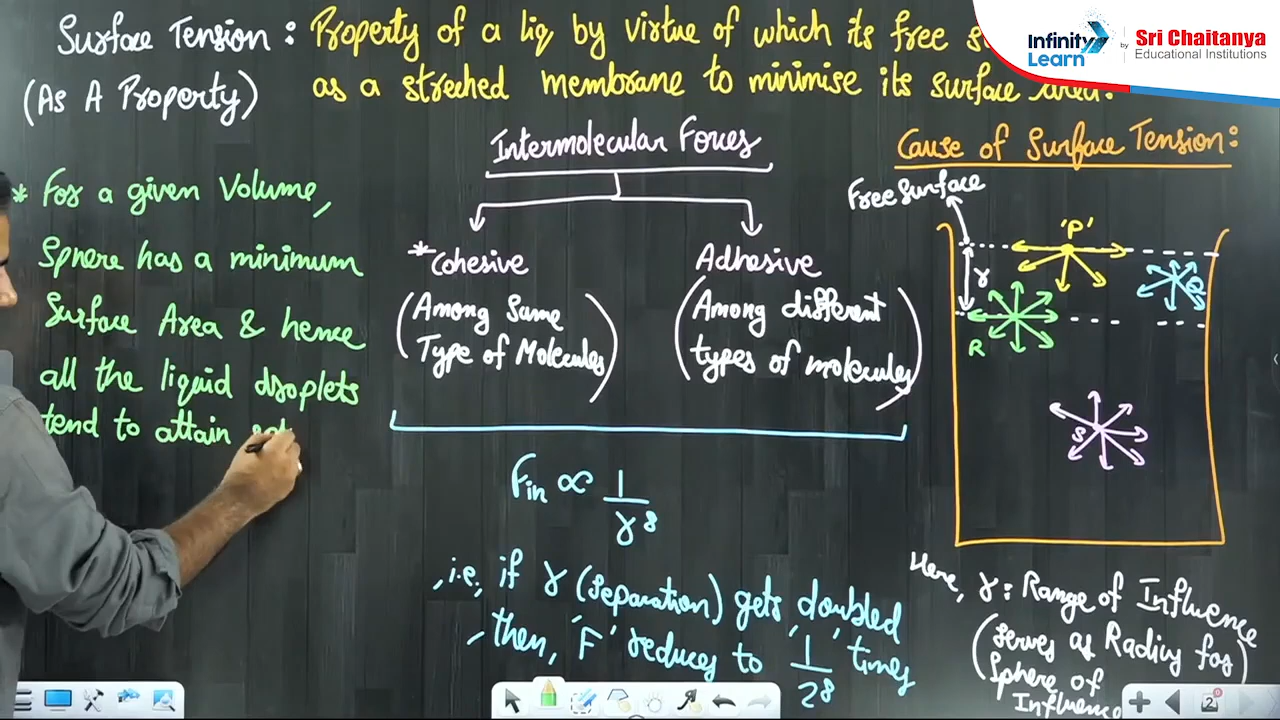 Surface Tension : Property of a liq by virtue of which its free
(As A Property) as a streched membrane to minimise its surface area.
Infinity Learn by Sri Chaitanya
Educational Institutions
* For a given Volume,
Sphere has a minimum
Surface Area & hence
all the liquid droplets
tend to attain
Intermolecular Forces
*Cohesive
(Among Same
Type of Molecules)
Adhesive
(Among different
types of molecules)
Fin ∝ 1/r⁸
i.e., if r (separation) gets doubled
then, 'F' reduces to 1/2⁸ times
Cause of Surface Tension:
Free Surface
'P'
r
Q
R
S
Here, r : Range of Influence
(serves as Radius for
Sphere of
Influence)
2